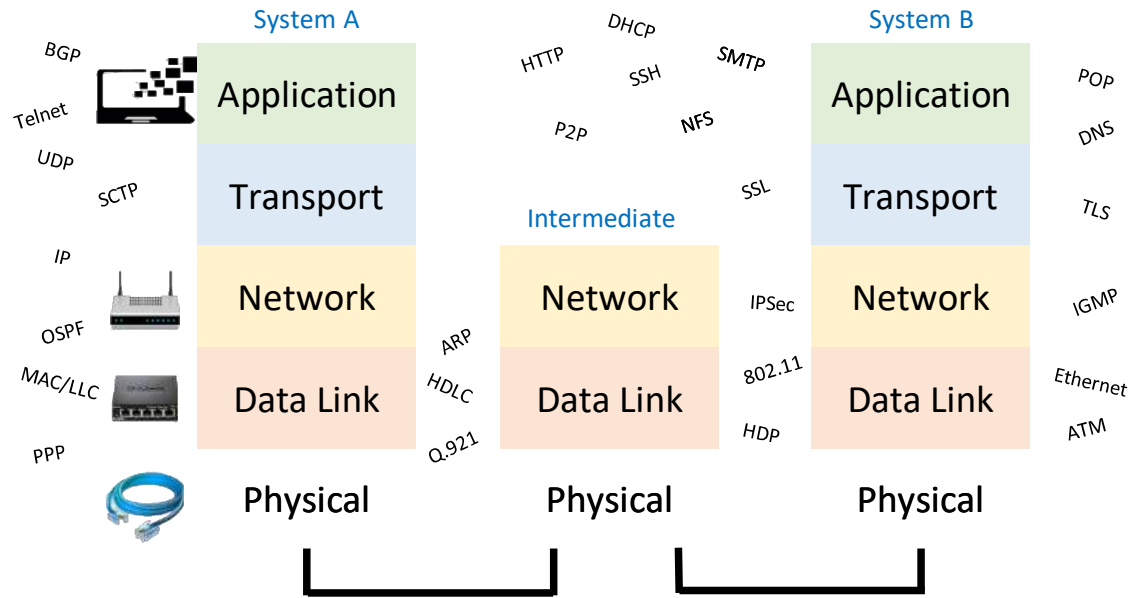 System A
System B
BGP
HTTP
DHCP
SMTP
SSH
POP
Application
Application
Telnet
P2P
NFS
DNS
UDP
SCTP
Transport
SSL
Transport
TLS
Intermediate
IP
Network
Network
IPSec
Network
IGMP
OSPF
ARP
MAC/LLC
Data Link
HDLC
Data Link
802.11
Data Link
Ethernet
PPP
Q.921
HDP
ATM
Physical
Physical
Physical